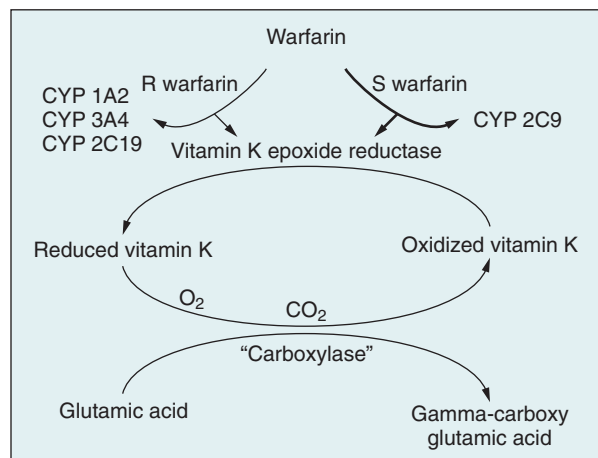 Warfarin
R warfarin
S warfarin
CYP 1A2
CYP 3A4
CYP 2C19
CYP 2C9
Vitamin K epoxide reductase
Reduced vitamin K
Oxidized vitamin K
O₂
CO₂
“Carboxylase”
Glutamic acid
Gamma-carboxy
glutamic acid